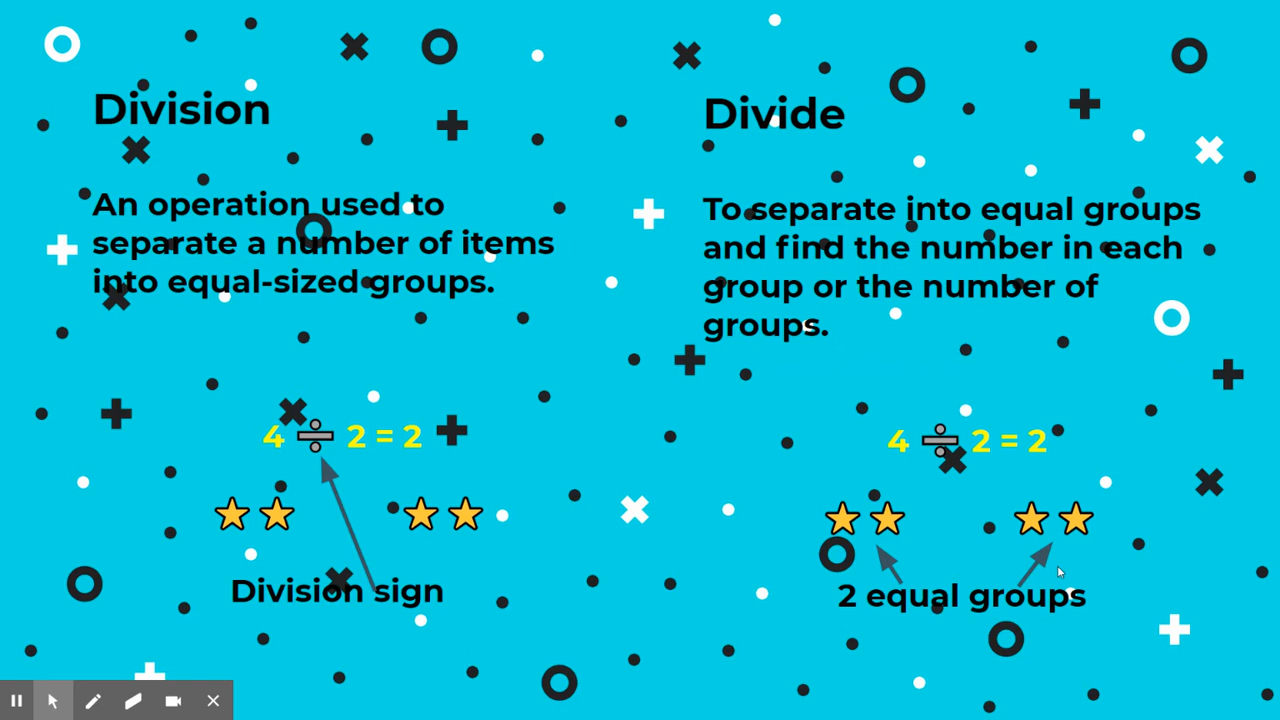 Division
An operation used to
separate a number of items
into equal-sized groups.
4 ÷ 2 = 2
Division sign
Divide
To separate into equal groups
and find the number in each
group or the number of
groups.
4 ÷ 2 = 2
2 equal groups